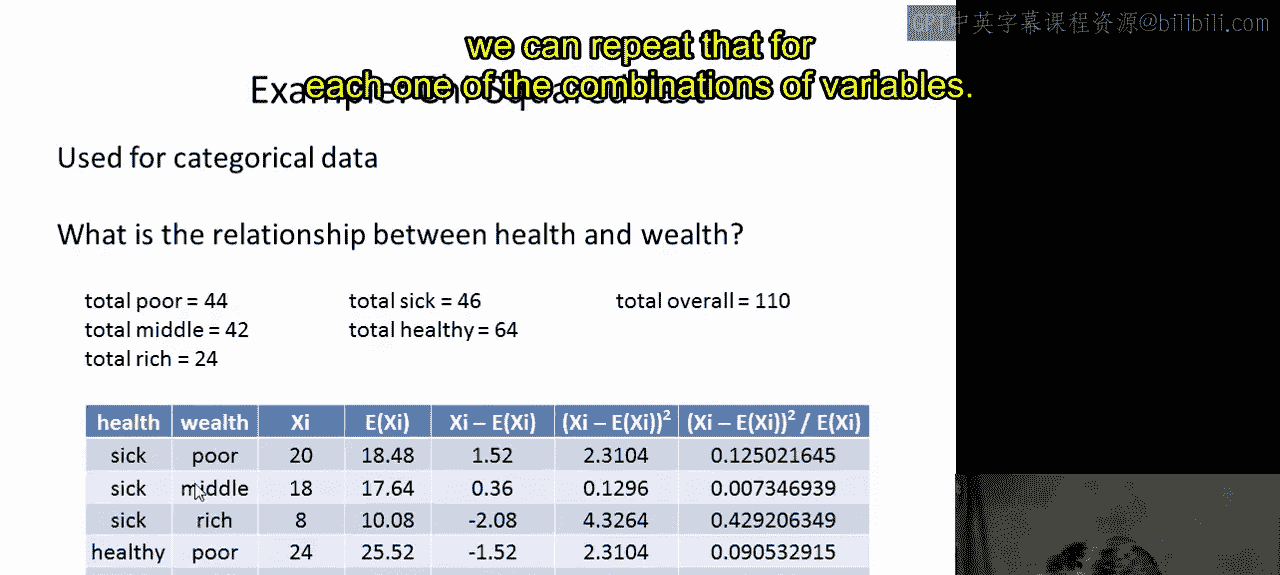 GPT中英字幕课程资源@bilibili.com
we can repeat that for
each one of the combinations of variables.
Example: Chi Squared Test
Used for categorical data
What is the relationship between health and wealth?
total poor = 44 total sick = 46 total overall = 110
total middle = 42 total healthy = 64
total rich = 24
health wealth Xi E(Xi) Xi – E(Xi) (Xi – E(Xi))² (Xi – E(Xi))² / E(Xi)
sick poor 20 18.48 1.52 2.3104 0.125021645
sick middle 18 17.64 0.36 0.1296 0.007346939
sick rich 8 10.08 -2.08 4.3264 0.429206349
healthy poor 24 25.52 -1.52 2.3104 0.090532915